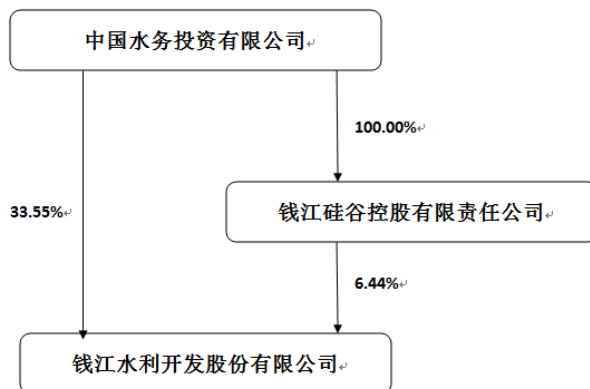 中国水务投资有限公司
100.00%
33.55%
钱江硅谷控股有限责任公司
6.44%
钱江水利开发股份有限公司